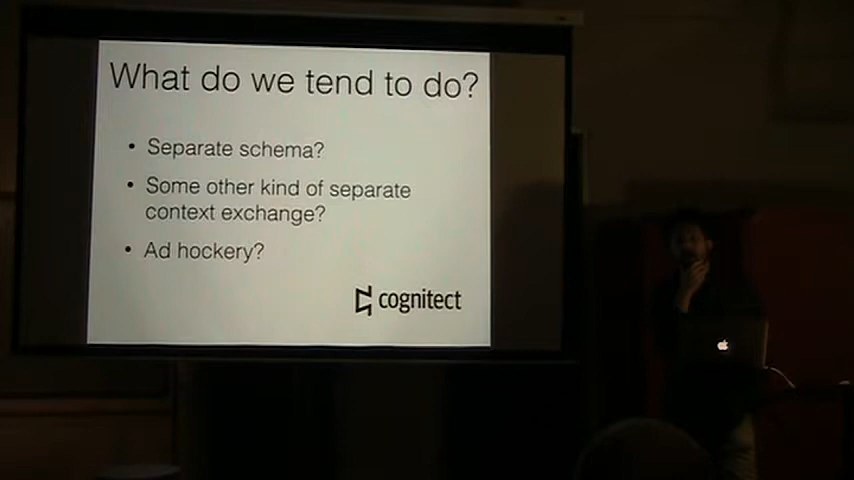 What do we tend to do?
• Separate schema?
• Some other kind of separate
context exchange?
• Ad hockery?
cognitect